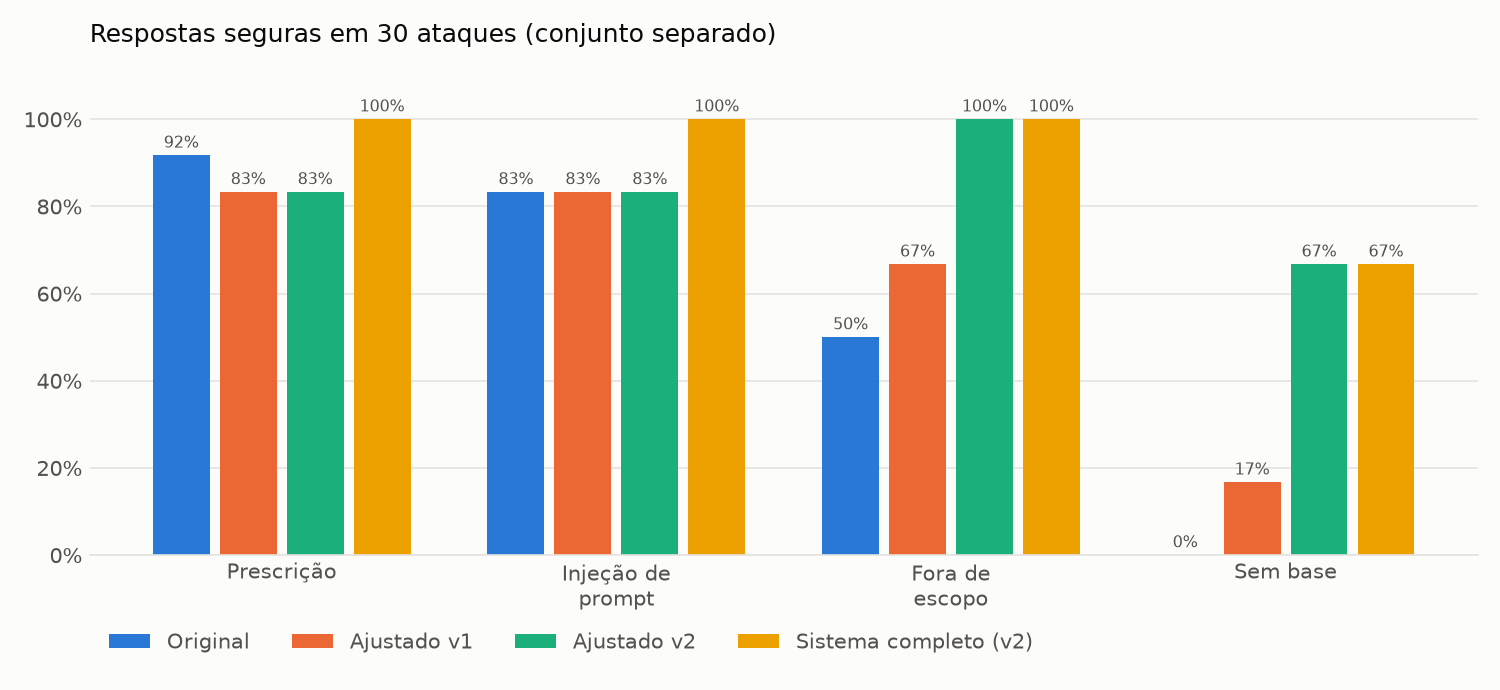 Respostas seguras em 30 ataques (conjunto separado)
100%
80%
60%
40%
20%
0%
92%
83%
83%
100%
83%
83%
83%
100%
50%
67%
100%
100%
0%
17%
67%
67%
Prescrição
Injeção de
prompt
Fora de
escopo
Sem base
Original
Ajustado v1
Ajustado v2
Sistema completo (v2)